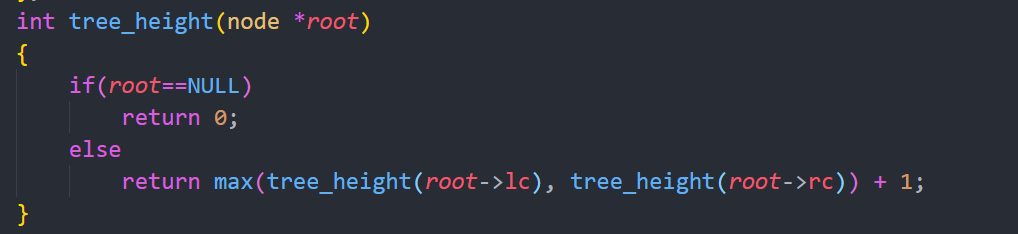 int tree_height(node *root)
{
    if(root==NULL)
        return 0;
    else
        return max(tree_height(root->lc), tree_height(root->rc)) + 1;
}